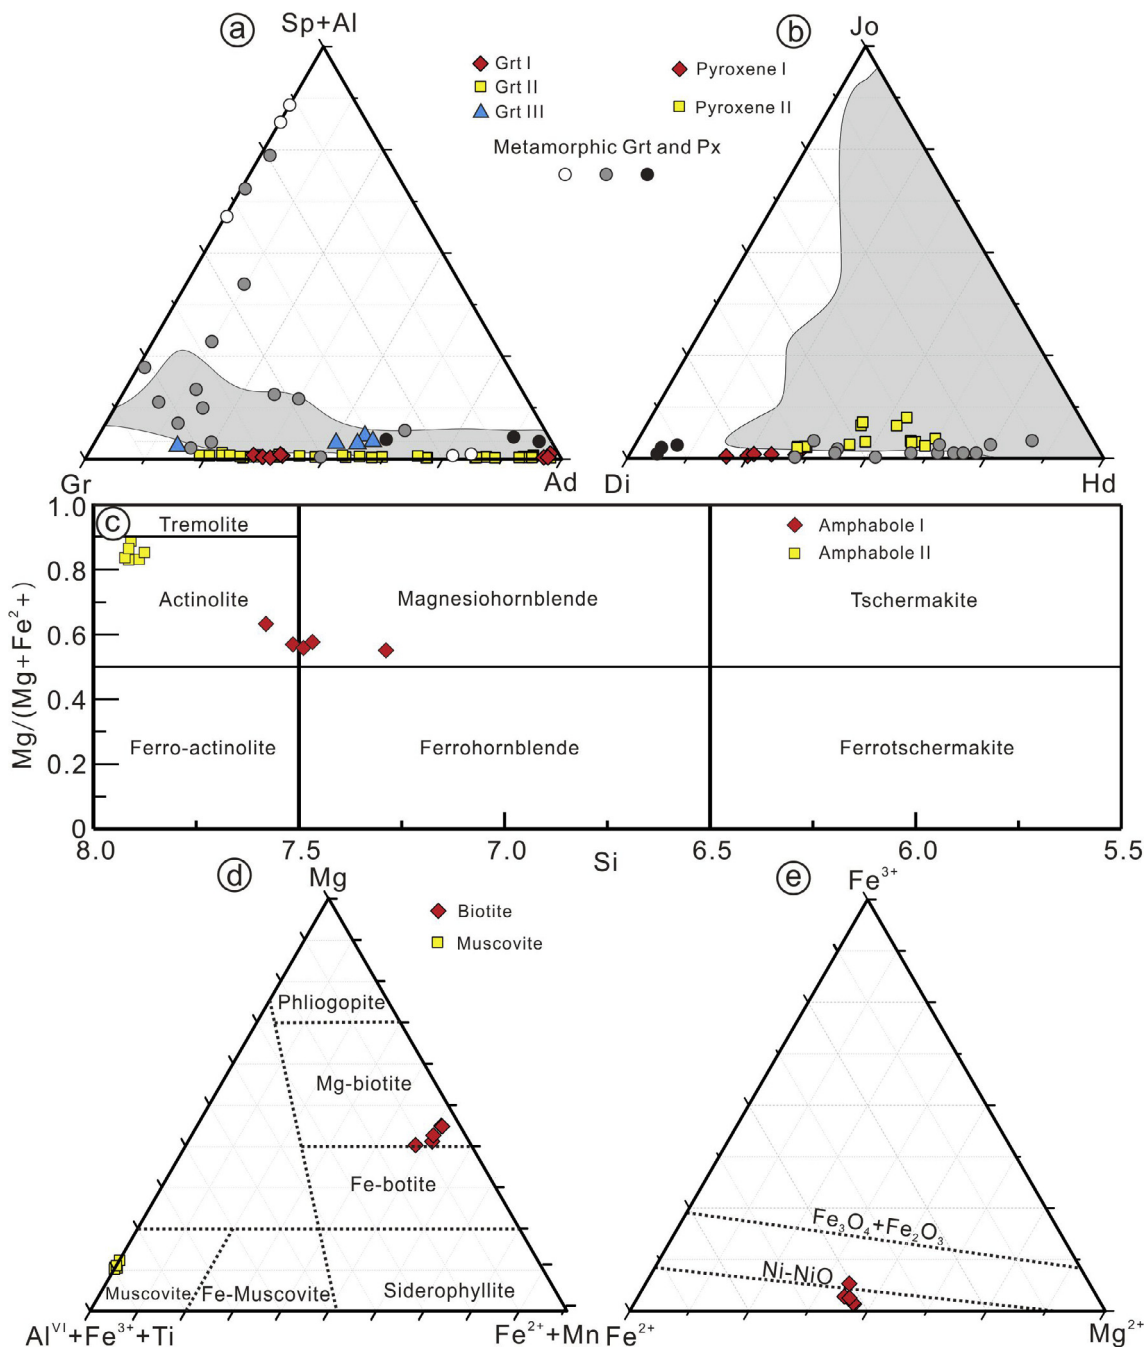 a
Sp+Al
Grt I
Grt II
Grt III
Pyroxene I
Pyroxene II
Metamorphic Grt and Px
b
Jo
Gr
Ad
Di
Hd
c
Tremolite
Actinolite
Magnesiohornblende
Tschermakite
Ferro-actinolite
Ferrohornblende
Ferrotschermakite
Amphabole I
Amphabole II
Mg/(Mg+Fe²+)
1.0
0.8
0.6
0.4
0.2
0
8.0
7.5
7.0
6.5
6.0
5.5
Si
d
Mg
Biotite
Muscovite
Phliogopite
Mg-biotite
Fe-botite
Muscovite
Fe-Muscovite
Siderophyllite
Al^VI+Fe³⁺+Ti
Fe²⁺+Mn
e
Fe³⁺
Fe₃O₄+Fe₂O₃
Ni-NiO
Fe²⁺
Mg²⁺